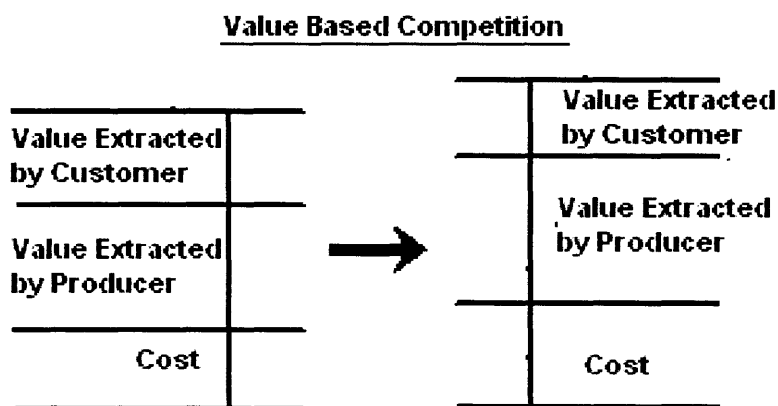 Value Based Competition
Value Extracted
by Customer
Value Extracted
by Producer
Cost
Value Extracted
by Customer
Value Extracted
by Producer
Cost